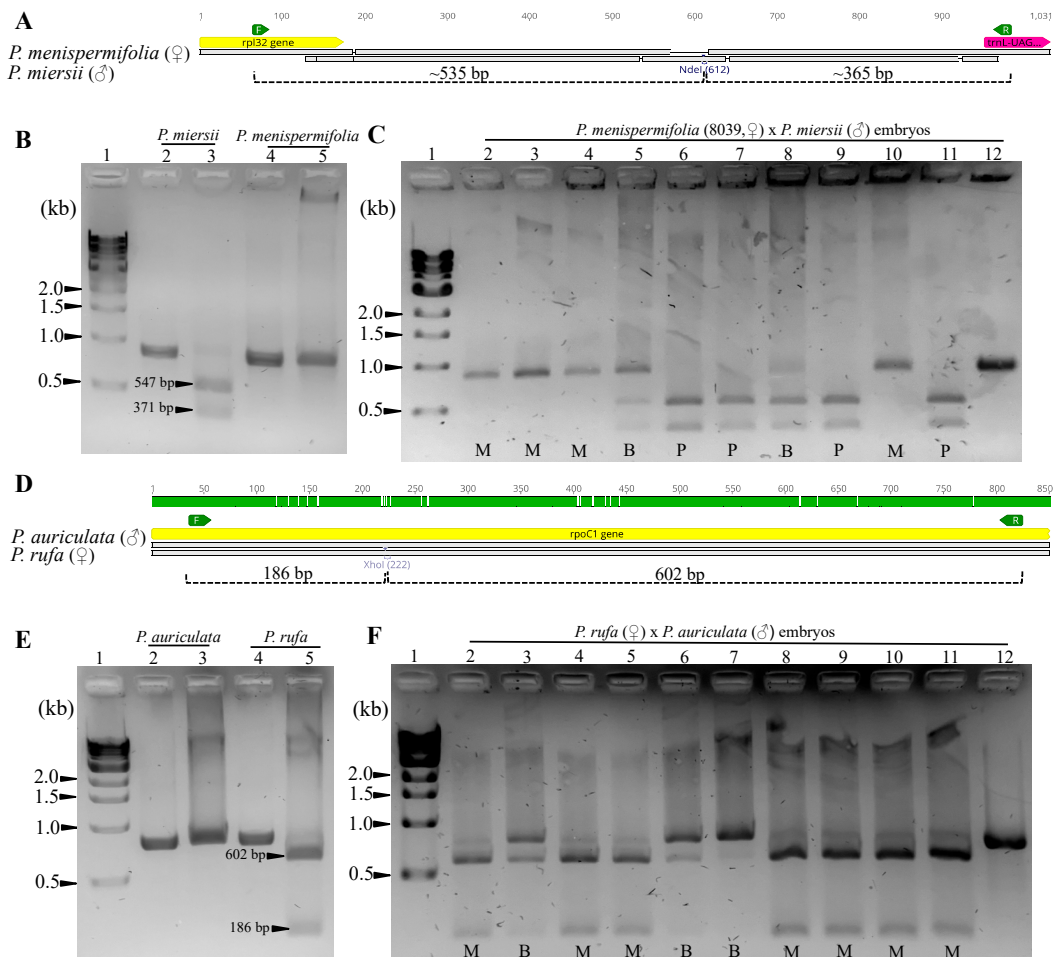 A
1 100 200 300 400 500 600 700 800 900 1,031
F R
rpl32 gene trnL-UAG...
P. menispermifolia (♀)
P. miersii (♂)
NdeI (612)
~535 bp ~365 bp
B
P. miersii P. menispermifolia
1 2 3 4 5
(kb)
2.0
1.5
1.0
0.5
547 bp
371 bp
C
P. menispermifolia (8039,♀) x P. miersii (♂) embryos
1 2 3 4 5 6 7 8 9 10 11 12
(kb)
2.0
1.5
1.0
0.5
M M M B P P B P M P
D
1 50 100 150 200 250 300 350 400 450 500 550 600 650 700 750 800 850
F R
P. auriculata (♂)
rpoC1 gene
P. rufa (♀)
XhoI (222)
186 bp 602 bp
E
P. auriculata P. rufa
1 2 3 4 5
(kb)
2.0
1.5
1.0
0.5
602 bp
186 bp
F
P. rufa (♀) x P. auriculata (♂) embryos
1 2 3 4 5 6 7 8 9 10 11 12
(kb)
2.0
1.5
1.0
0.5
M B M M B B M M M M